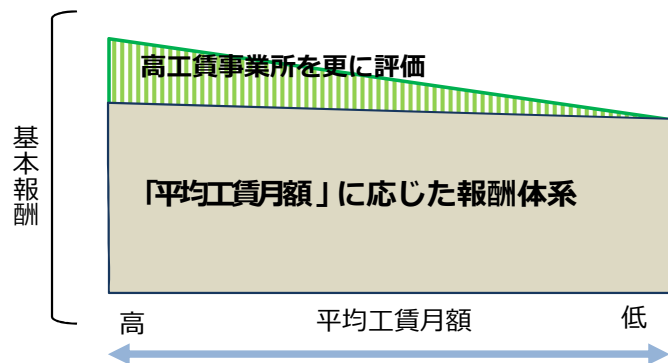 高工賃事業所を更に評価
基本報酬
「平均工賃月額」に応じた報酬体系
高 平均工賃月額 低